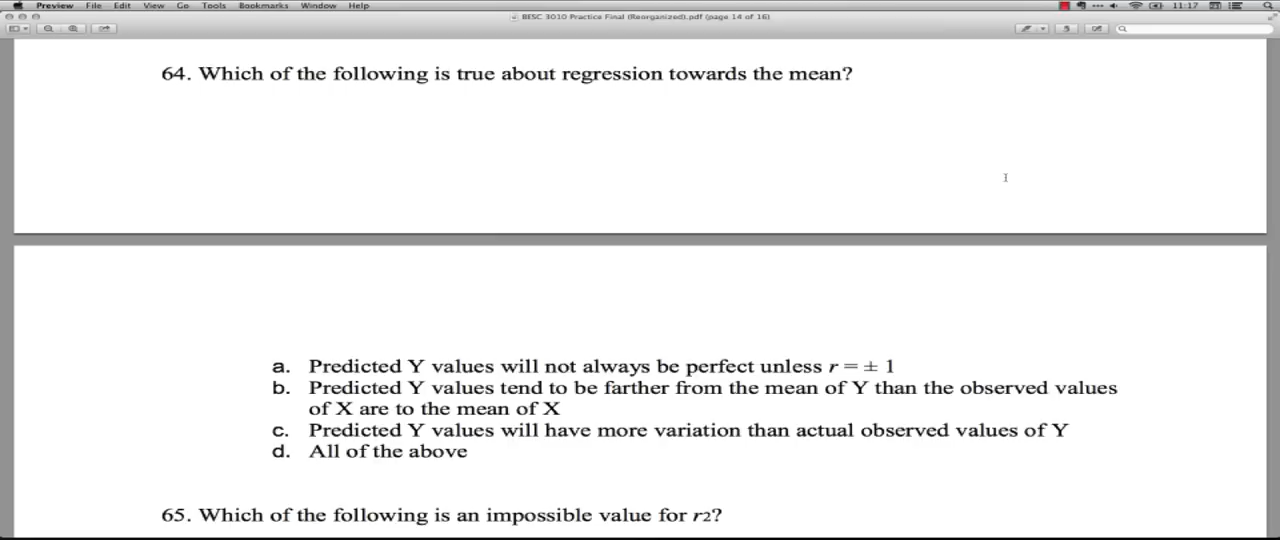 Preview File Edit View Go Tools Bookmarks Window Help 11:17
BESC 3010 Practice Final (Reorganized).pdf (page 14 of 16)
64. Which of the following is true about regression towards the mean?
a. Predicted Y values will not always be perfect unless r = ± 1
b. Predicted Y values tend to be farther from the mean of Y than the observed values
of X are to the mean of X
c. Predicted Y values will have more variation than actual observed values of Y
d. All of the above
65. Which of the following is an impossible value for r2?